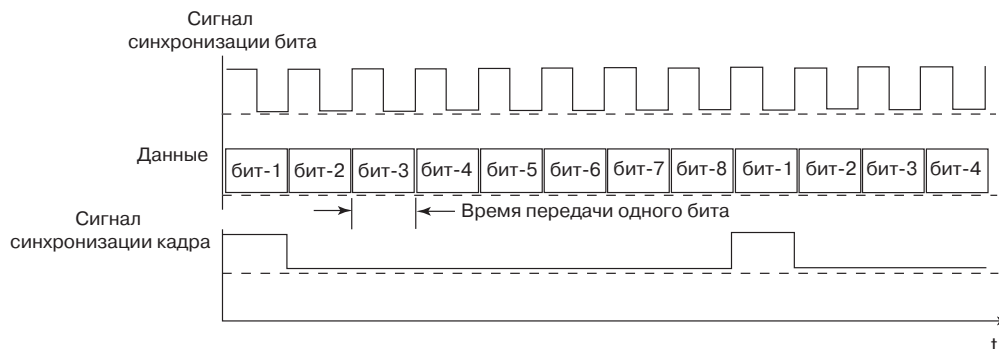 Сигнал
синхронизации бита
Данные
бит-1 бит-2 бит-3 бит-4 бит-5 бит-6 бит-7 бит-8 бит-1 бит-2 бит-3 бит-4
Время передачи одного бита
Сигнал
синхронизации кадра
t